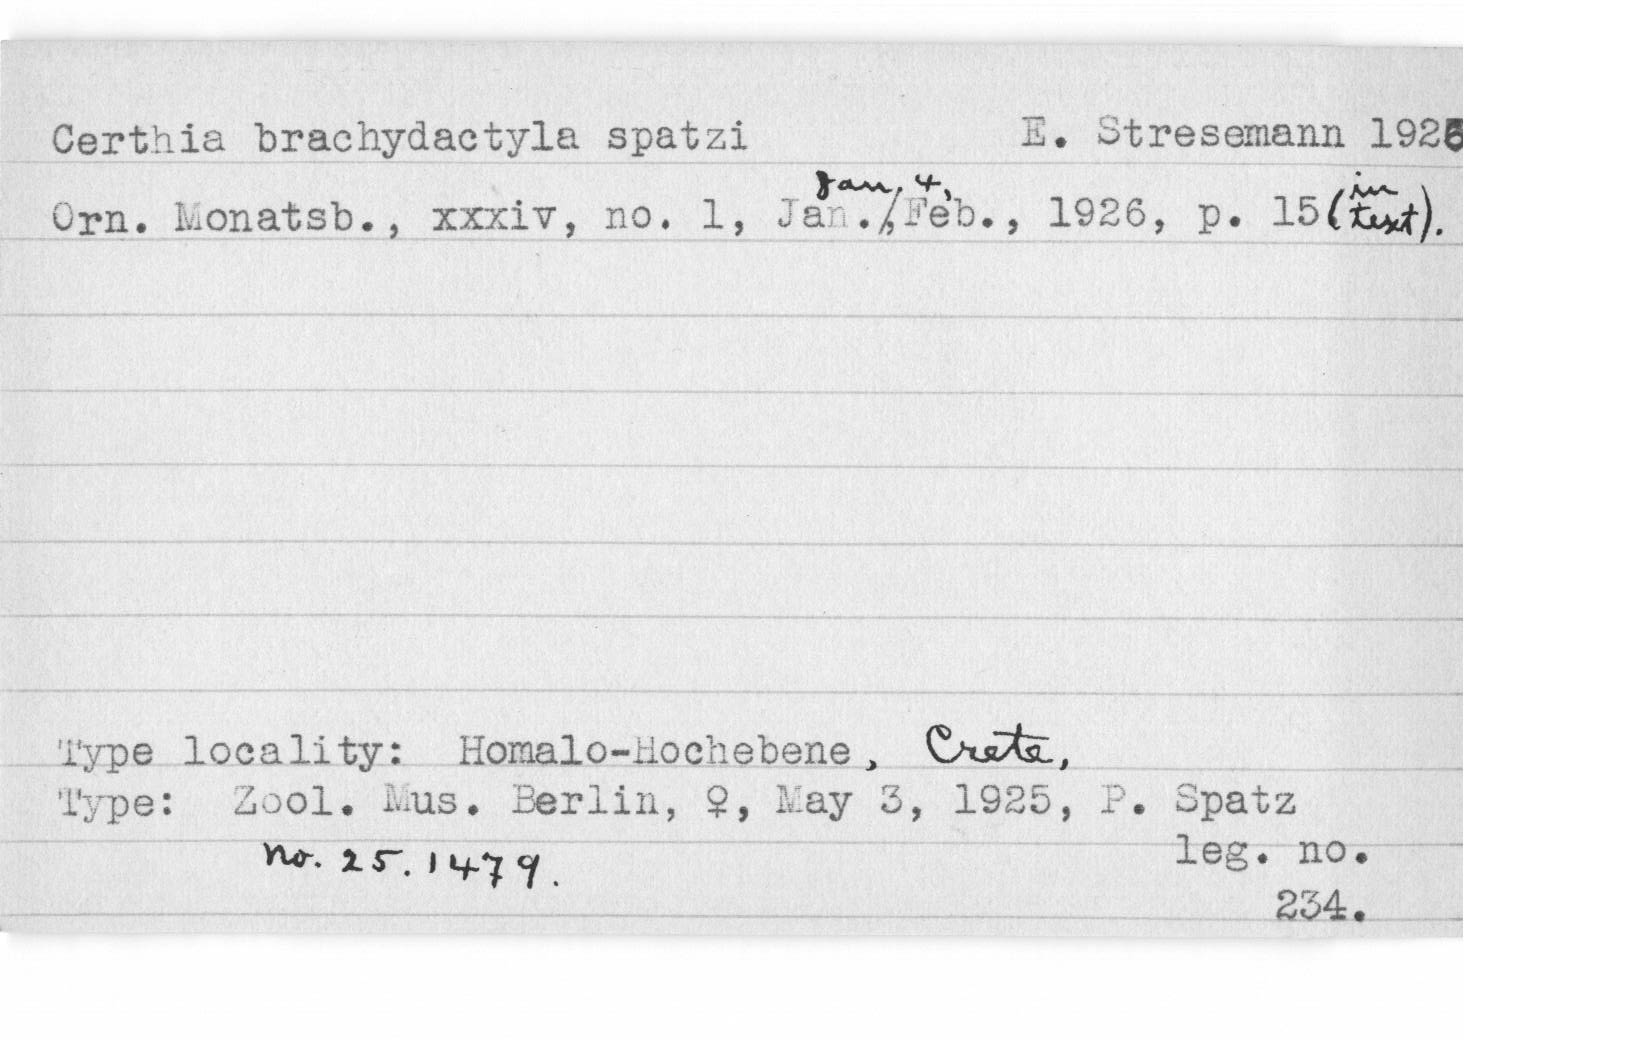 Certhia brachydactyla spatzi E. Stresemann 1926
Jan. 4, in
Orn. Monatsb., xxxiv, no. 1, Jan./Feb., 1926, p. 15 (text).
Type locality: Homalo-Hochebene, Crete,
Type: Zool. Mus. Berlin, ♀, May 3, 1925, P. Spatz
no. 25.1479. leg. no.
234.